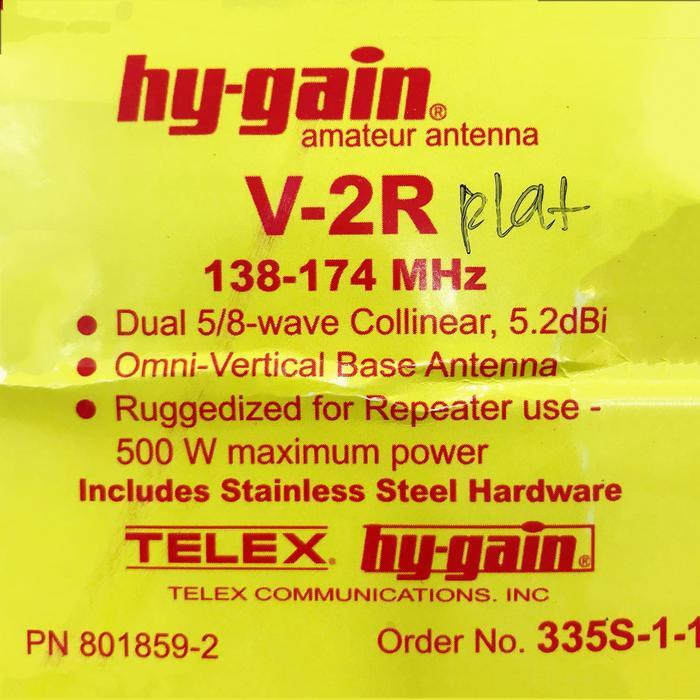 hy-gain®
amateur antenna
V-2R plat
138-174 MHz
• Dual 5/8-wave Collinear, 5.2dBi
• Omni-Vertical Base Antenna
• Ruggedized for Repeater use -
500 W maximum power
Includes Stainless Steel Hardware
TELEX® hy-gain®
TELEX COMMUNICATIONS. INC
PN 801859-2 Order No. 335S-1-1